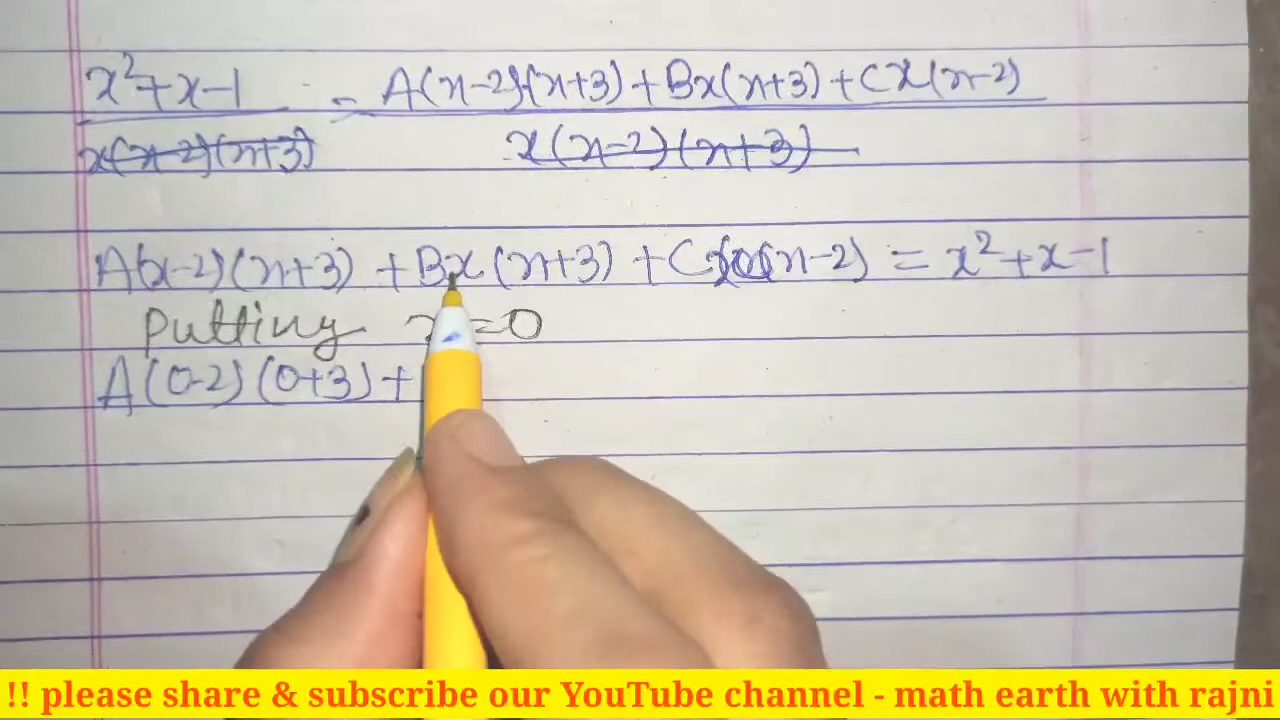 x²+x-1 = A(x-2)(x+3)+Bx(x+3)+Cx(x-2)
x(x-2)(x+3) x(x-2)(x+3)
A(x-2)(x+3) + Bx(x+3) + Cx(x-2) = x²+x-1
Putting x=0
A(0-2)(0+3)+
!! please share & subscribe our YouTube channel - math earth with rajni